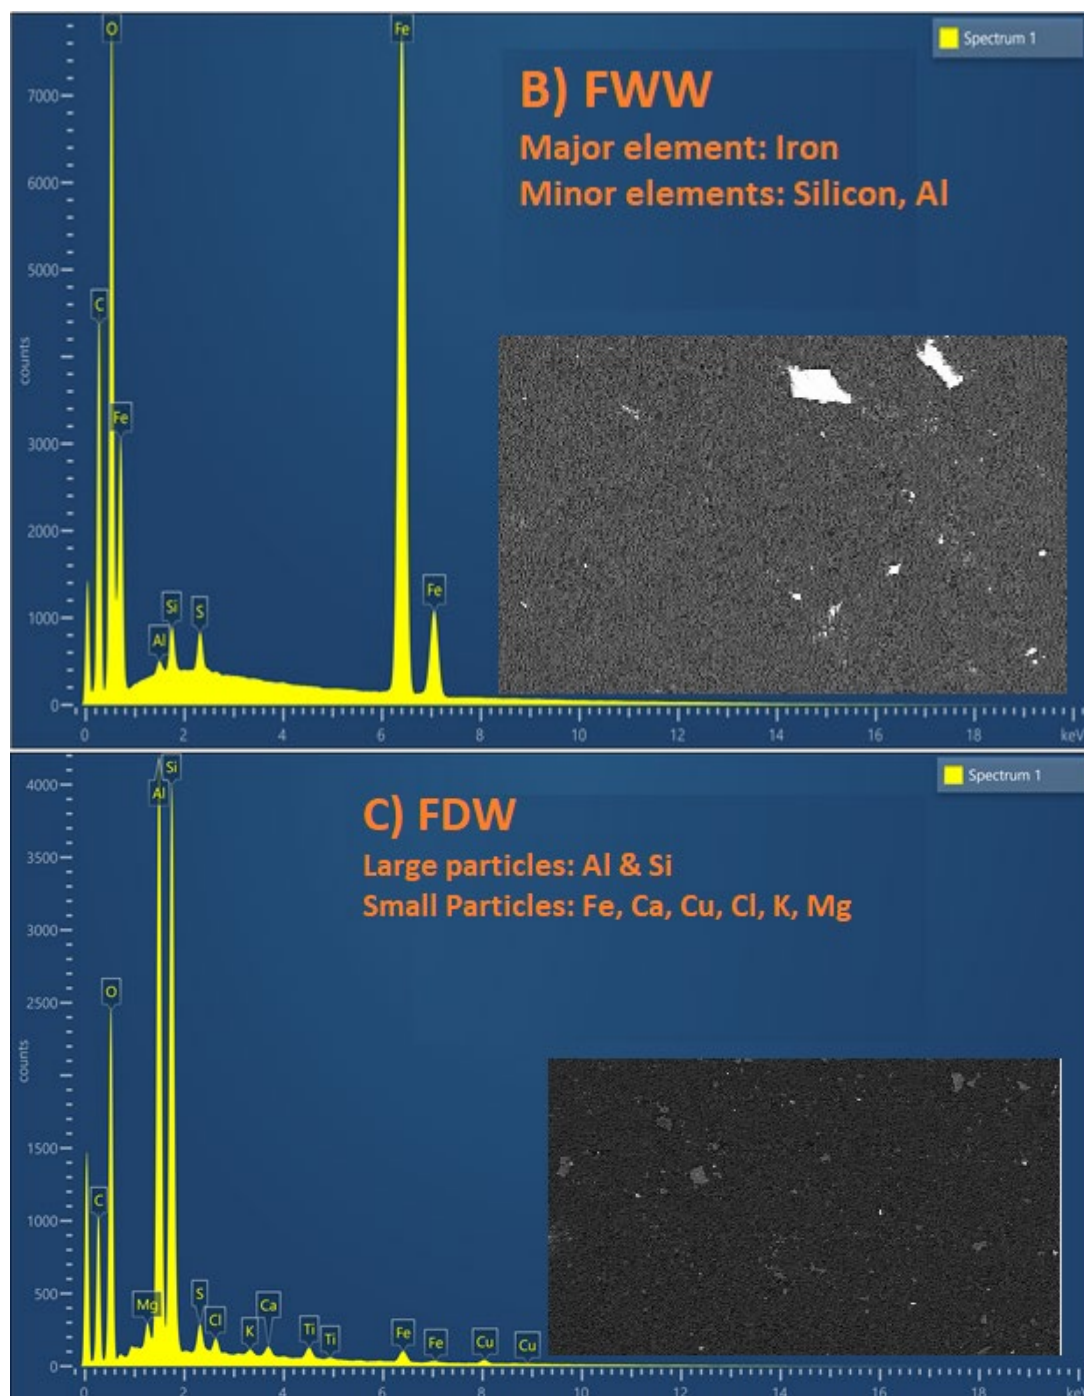 Spectrum 1
B) FWW
Major element: Iron
Minor elements: Silicon, Al
O
Fe
C
Fe
Al
Si
S
Fe
counts
7000
6000
5000
3000
2000
1000
0
0 2 4 6 8 10 12 14 16 18 keV
Spectrum 1
C) FDW
Large particles: Al & Si
Small Particles: Fe, Ca, Cu, Cl, K, Mg
Si
Al
O
C
Mg
S
Cl
K
Ca
Ti
Ti
Fe
Fe
Cu
Cu
counts
4000
3500
3000
2500
1500
1000
500
0
0 2 4 6 8 10 12 14 16 18 keV